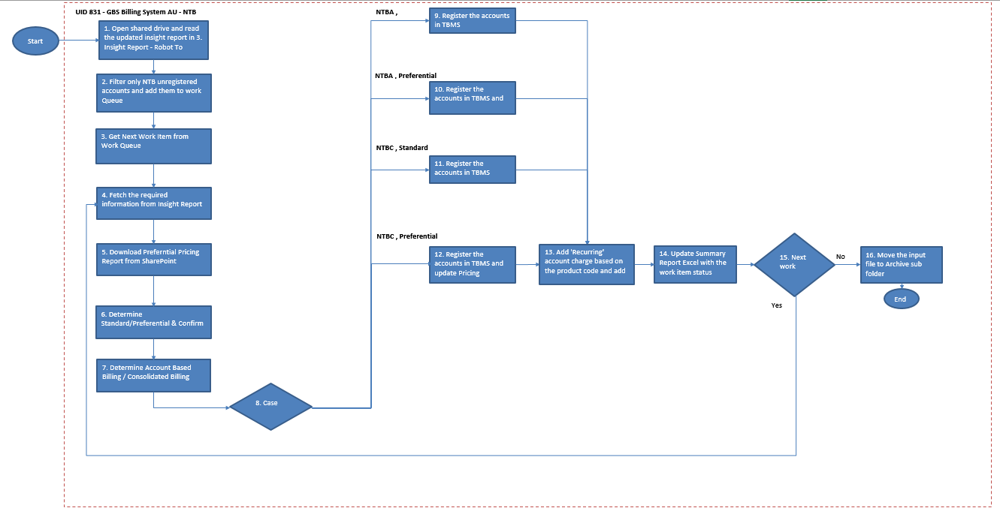 UID 831 - GBS Billing System AU - NTB
Start
1. Open shared drive and read
the updated insight report in 3.
Insight Report - Robot To
2. Filter only NTB unregistered
accounts and add them to work
Queue
3. Get Next Work Item from
Work Queue
4. Fetch the required
information from Insight Report
5. Download Preferntial Pricing
Report from SharePoint
6. Determine
Standard/Preferential & Confirm
7. Determine Account Based
Billing / Consolidated Billing
8. Case
NTBA ,
9. Register the accounts
in TBMS
NTBA , Preferential
10. Register the
accounts in TBMS and
NTBC , Standard
11. Register the
accounts in TBMS
NTBC , Preferential
12. Register the
accounts in TBMS and
update Pricing
13. Add 'Recurring'
account charge based on
the product code and add
14. Update Summary
Report Excel with the
work item status
15. Next
work
No
Yes
16. Move the input
file to Archive sub
folder
End